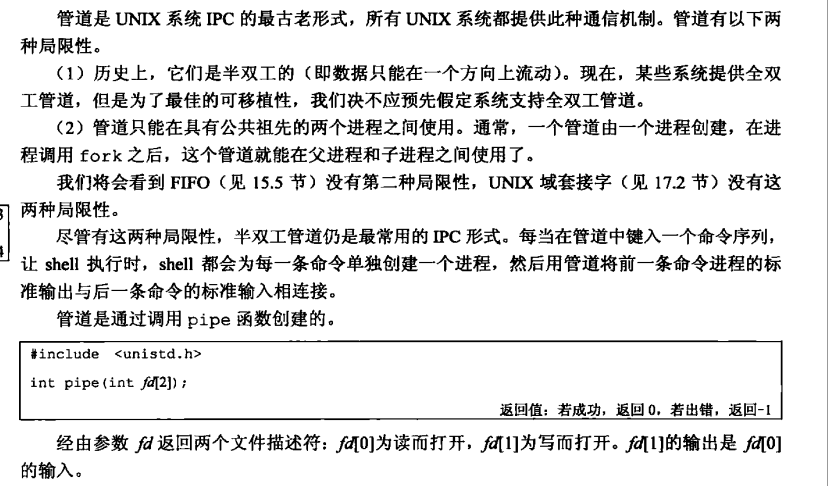 管道是 UNIX 系统 IPC 的最古老形式，所有 UNIX 系统都提供此种通信机制。管道有以下两
种局限性。
（1）历史上，它们是半双工的（即数据只能在一个方向上流动）。现在，某些系统提供全双
工管道，但是为了最佳的可移植性，我们决不应预先假定系统支持全双工管道。
（2）管道只能在具有公共祖先的两个进程之间使用。通常，一个管道由一个进程创建，在进
程调用 fork 之后，这个管道就能在父进程和子进程之间使用了。
我们将会看到 FIFO（见 15.5 节）没有第二种局限性，UNIX 域套接字（见 17.2 节）没有这
两种局限性。
尽管有这两种局限性，半双工管道仍是最常用的 IPC 形式。每当在管道中键入一个命令序列，
让 shell 执行时，shell 都会为每一条命令单独创建一个进程，然后用管道将前一条命令进程的标
准输出与后一条命令的标准输入相连接。
管道是通过调用 pipe 函数创建的。
#include <unistd.h>
int pipe(int fd[2]);
返回值：若成功，返回 0，若出错，返回-1
经由参数 fd 返回两个文件描述符：fd[0]为读而打开，fd[1]为写而打开。fd[1]的输出是 fd[0]
的输入。